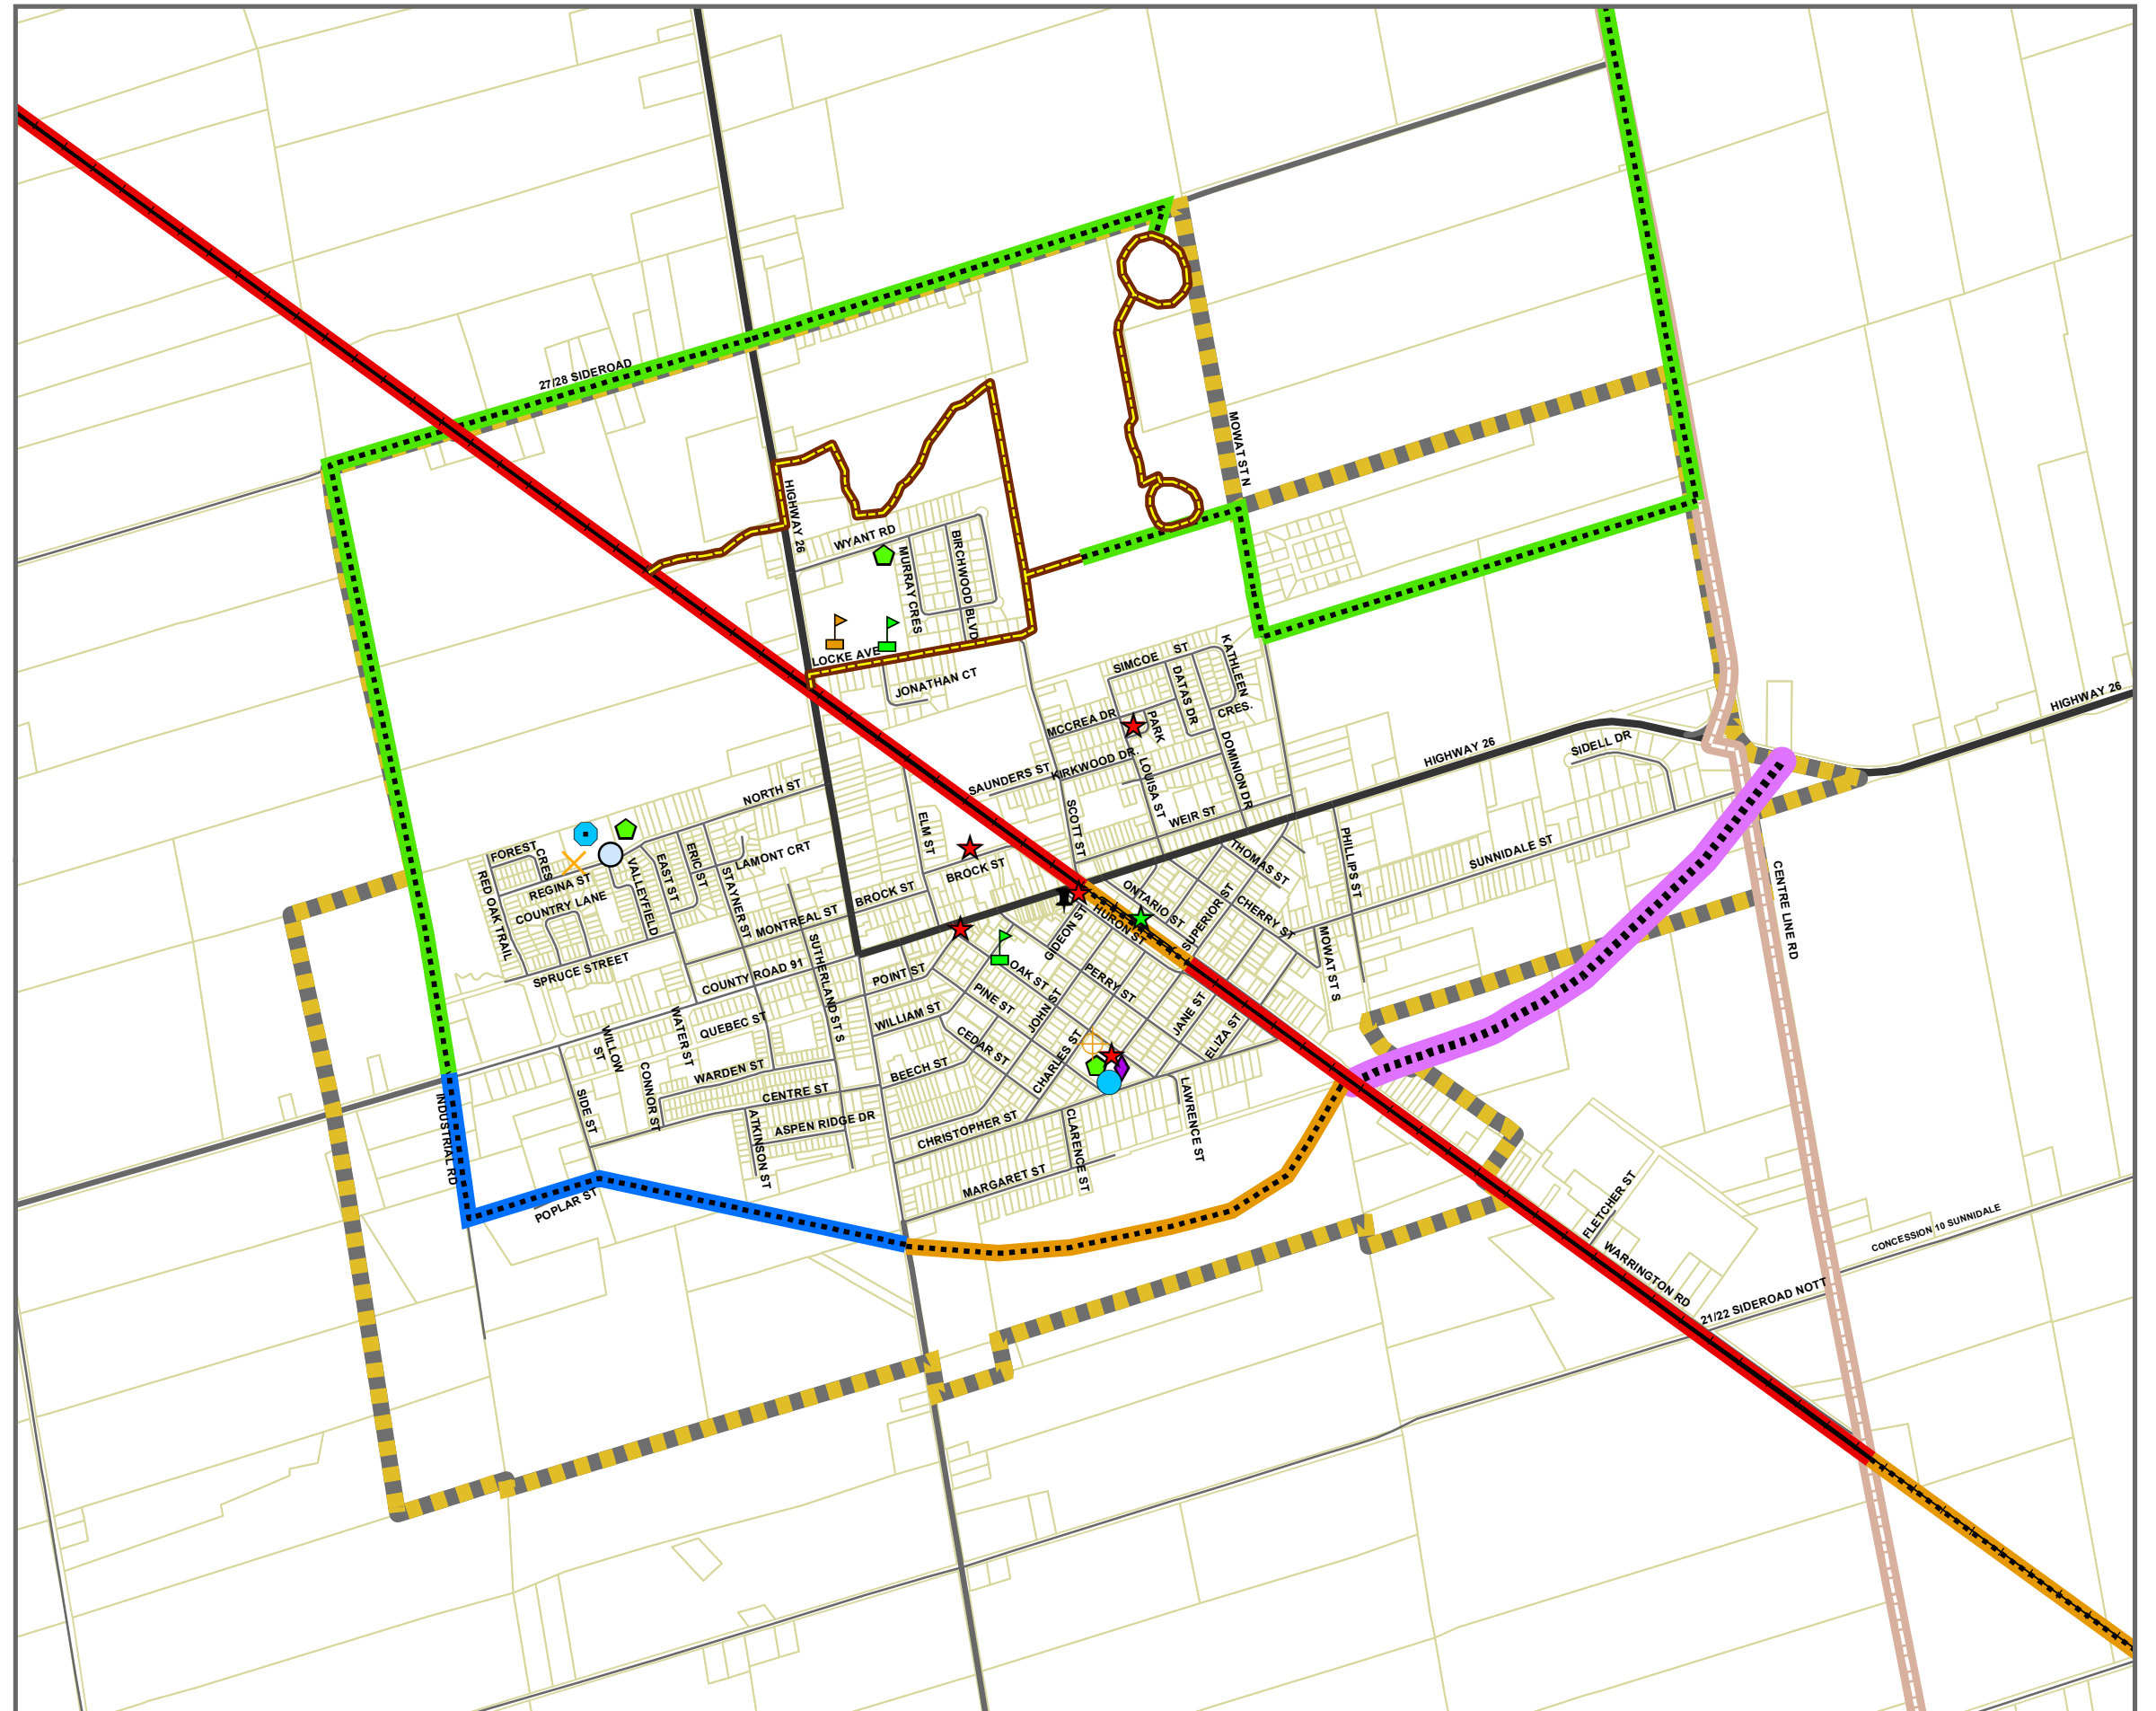 27/28 SIDEROAD
MOWAT ST N
HIGHWAY 26
WYANT RD
MURRAY CRES
BIRCHWOOD BLVD
LOCKE AVE
JONATHAN CT
SIMCOE ST
KATHLEEN
CRES.
DATAS DR
MCCREA DR
PARK
KIRKWOOD DR.
SAUNDERS ST
LOUISA ST
DOMINION DR
HIGHWAY 26
HIGHWAY 26
SIDELL DR
NORTH ST
ELM ST
SCOTT ST
WEIR ST
FOREST
CRES
REGINA ST
COUNTRY LANE
RED OAK TRAIL
VALLEYFIELD
EAST ST
ERIC ST
LAMONT CRT
STAYNER ST
BROCK ST
BROCK ST
MONTREAL ST
THOMAS ST
PHILLIPS ST
SUNNIDALE ST
ONTARIO ST
HURON ST
SUPERIOR ST
CHERRY ST
GIDEON ST
CENTRE LINE RD
SPRUCE STREET
COUNTY ROAD 91
SUTHERLAND ST S
POINT ST
OAK ST
PERRY ST
MOWAT ST S
PINE ST
JOHN ST
JANE ST
ELIZA ST
WILLIAM ST
CEDAR ST
CHARLES ST
QUEBEC ST
WATER ST
WILLOW
ST
CONNOR ST
WARDEN ST
CENTRE ST
BEECH ST
ASPEN RIDGE DR
ATKINSON ST
CHRISTOPHER ST
CLARENCE ST
LAWRENCE ST
MARGARET ST
INDUSTRIAL RD
SIDE ST
POPLAR ST
FLETCHER ST
WARRINGTON RD
CONCESSION 10 SUNNIDALE
21/22 SIDEROAD NOTT